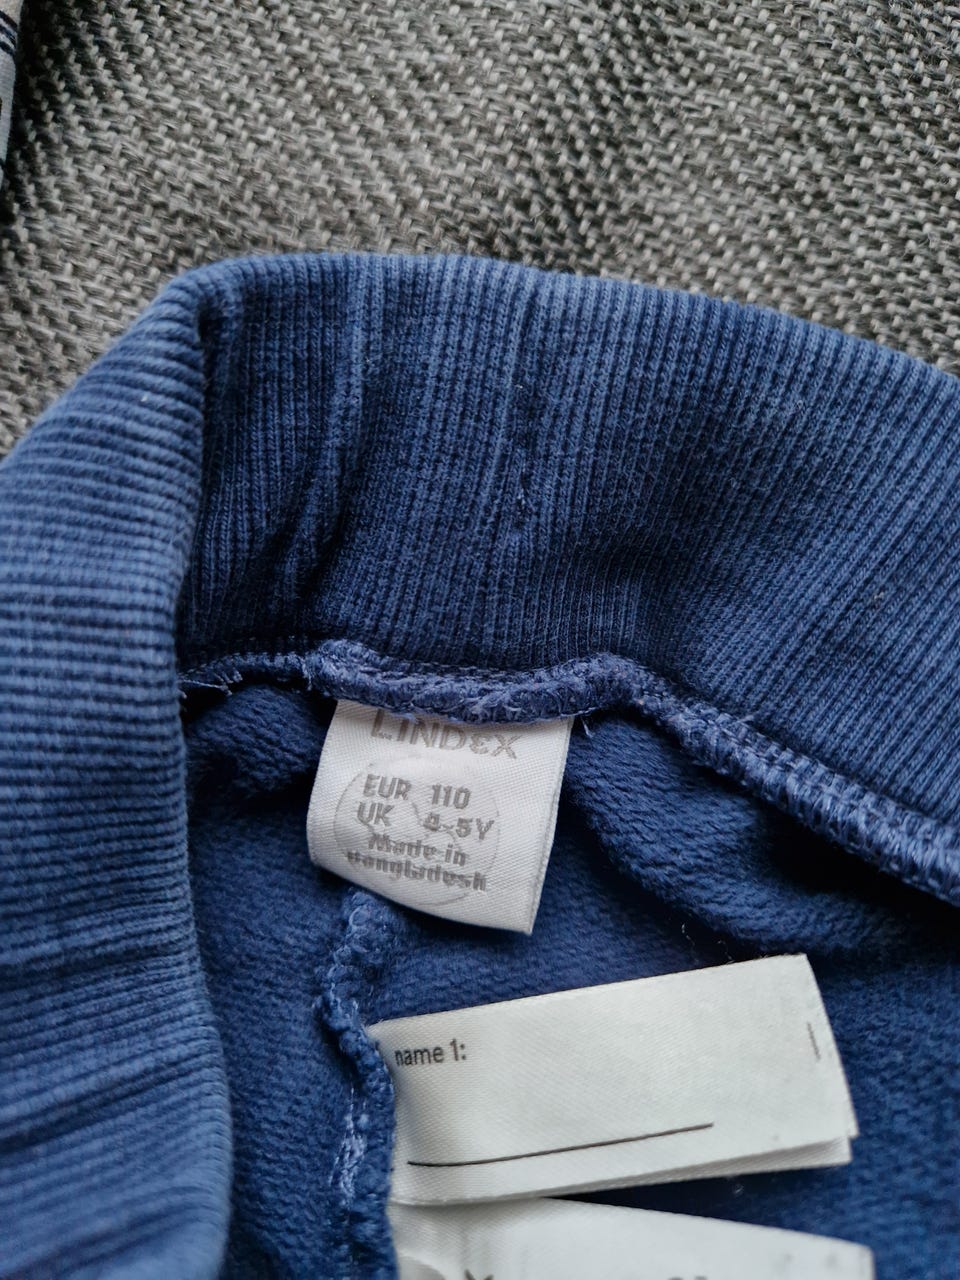 LINDEX
EUR 110
UK 4-5Y
Made in
Bangladesh
name 1: